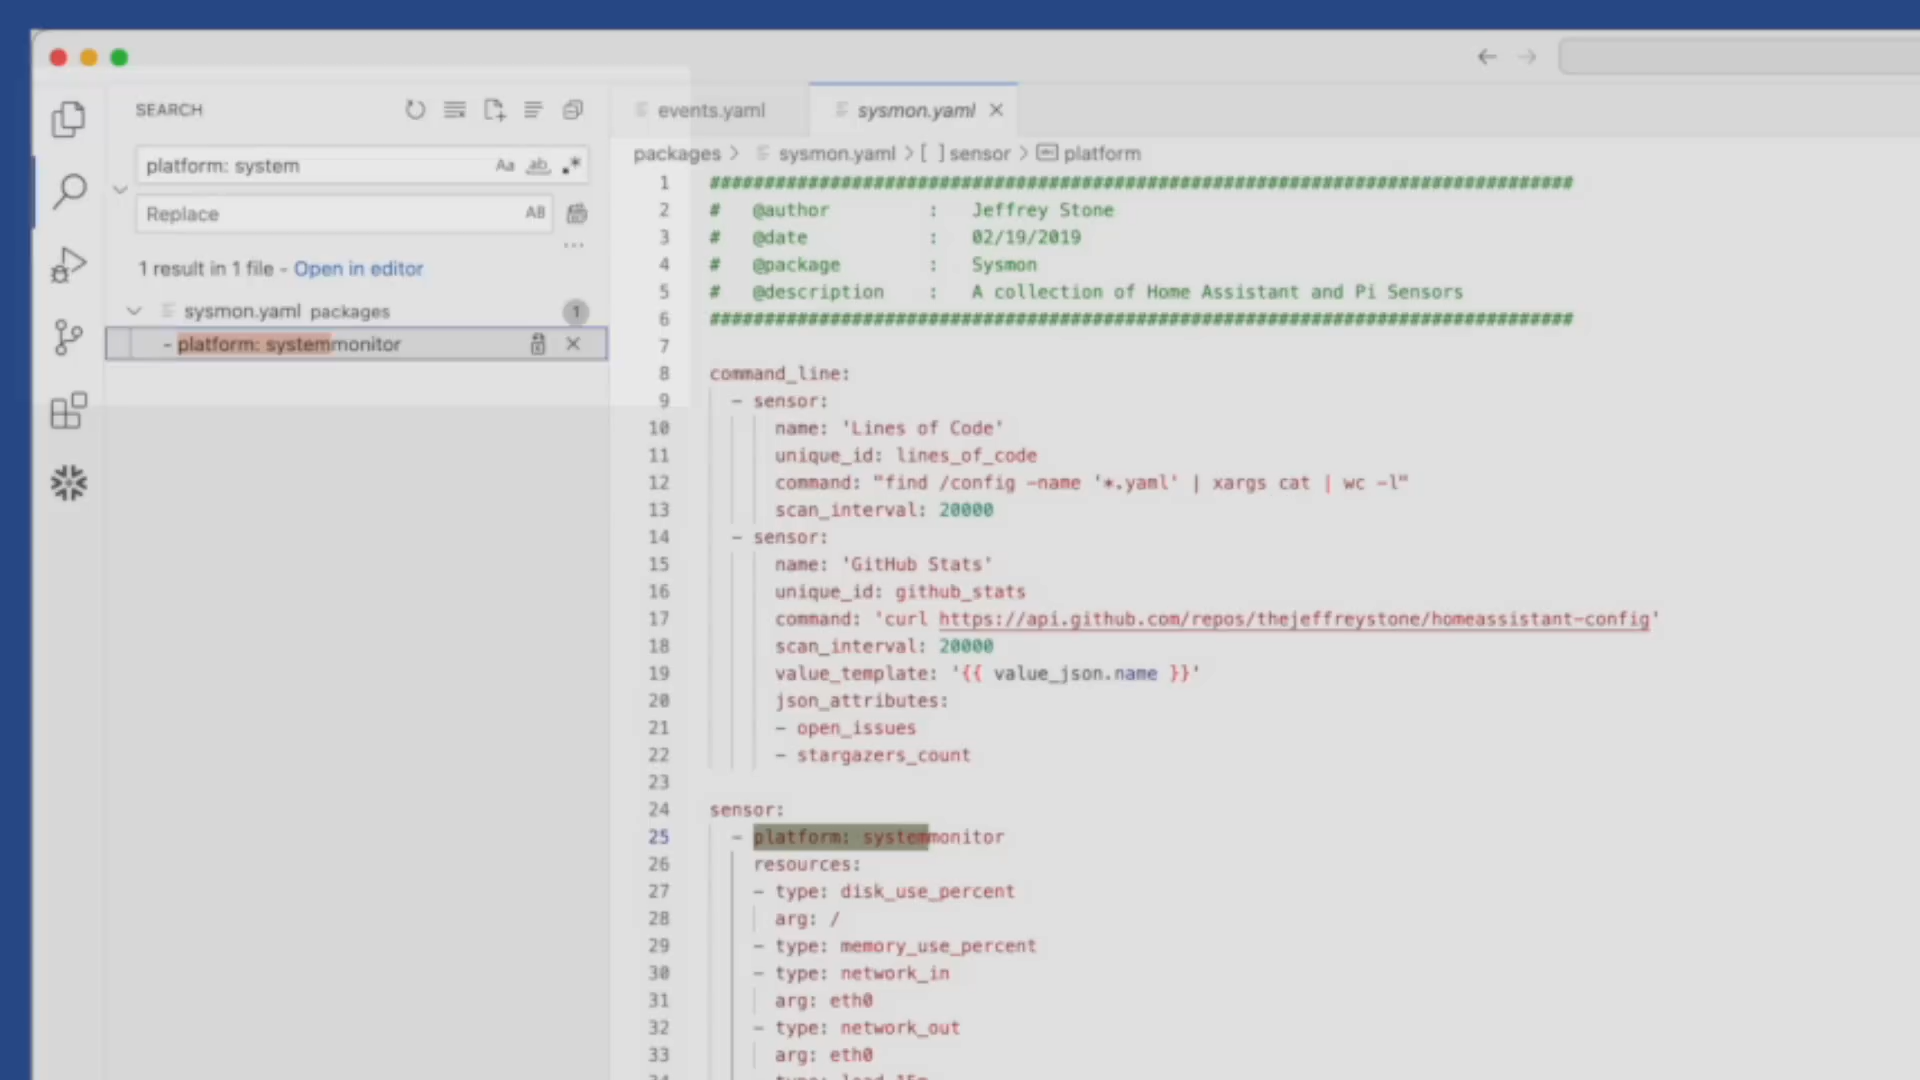 SEARCH
platform: system
Aa
ab
.*
Replace
AB
...
1 result in 1 file - Open in editor
sysmon.yaml packages
1
- platform: systemmonitor
events.yaml
sysmon.yaml
packages > sysmon.yaml > [ ] sensor > platform
1 ###############################################################################
2 # @author : Jeffrey Stone
3 # @date : 02/19/2019
4 # @package : Sysmon
5 # @description : A collection of Home Assistant and Pi Sensors
6 ###############################################################################
7
8 command_line:
9 - sensor:
10 name: 'Lines of Code'
11 unique_id: lines_of_code
12 command: "find /config -name '*.yaml' | xargs cat | wc -l"
13 scan_interval: 20000
14 - sensor:
15 name: 'GitHub Stats'
16 unique_id: github_stats
17 command: 'curl https://api.github.com/repos/thejeffreystone/homeassistant-config'
18 scan_interval: 20000
19 value_template: '{{ value_json.name }}'
20 json_attributes:
21 - open_issues
22 - stargazers_count
23
24 sensor:
25 - platform: systemmonitor
26 resources:
27 - type: disk_use_percent
28 arg: /
29 - type: memory_use_percent
30 - type: network_in
31 arg: eth0
32 - type: network_out
33 arg: eth0